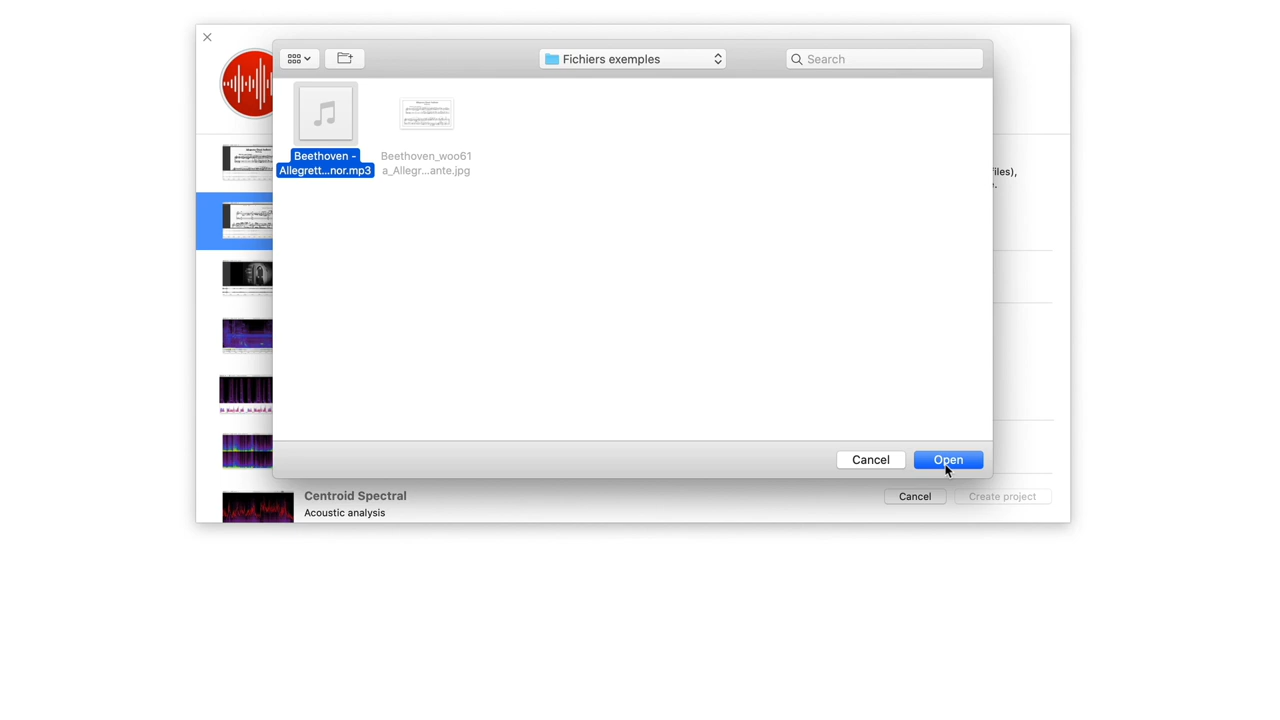 Fichiers exemples
Search
Beethoven -
Allegrett...nor.mp3
Beethoven_woo61
a_Allegr...ante.jpg
files),
e.
Cancel
Open
Centroid Spectral
Acoustic analysis
Cancel
Create project